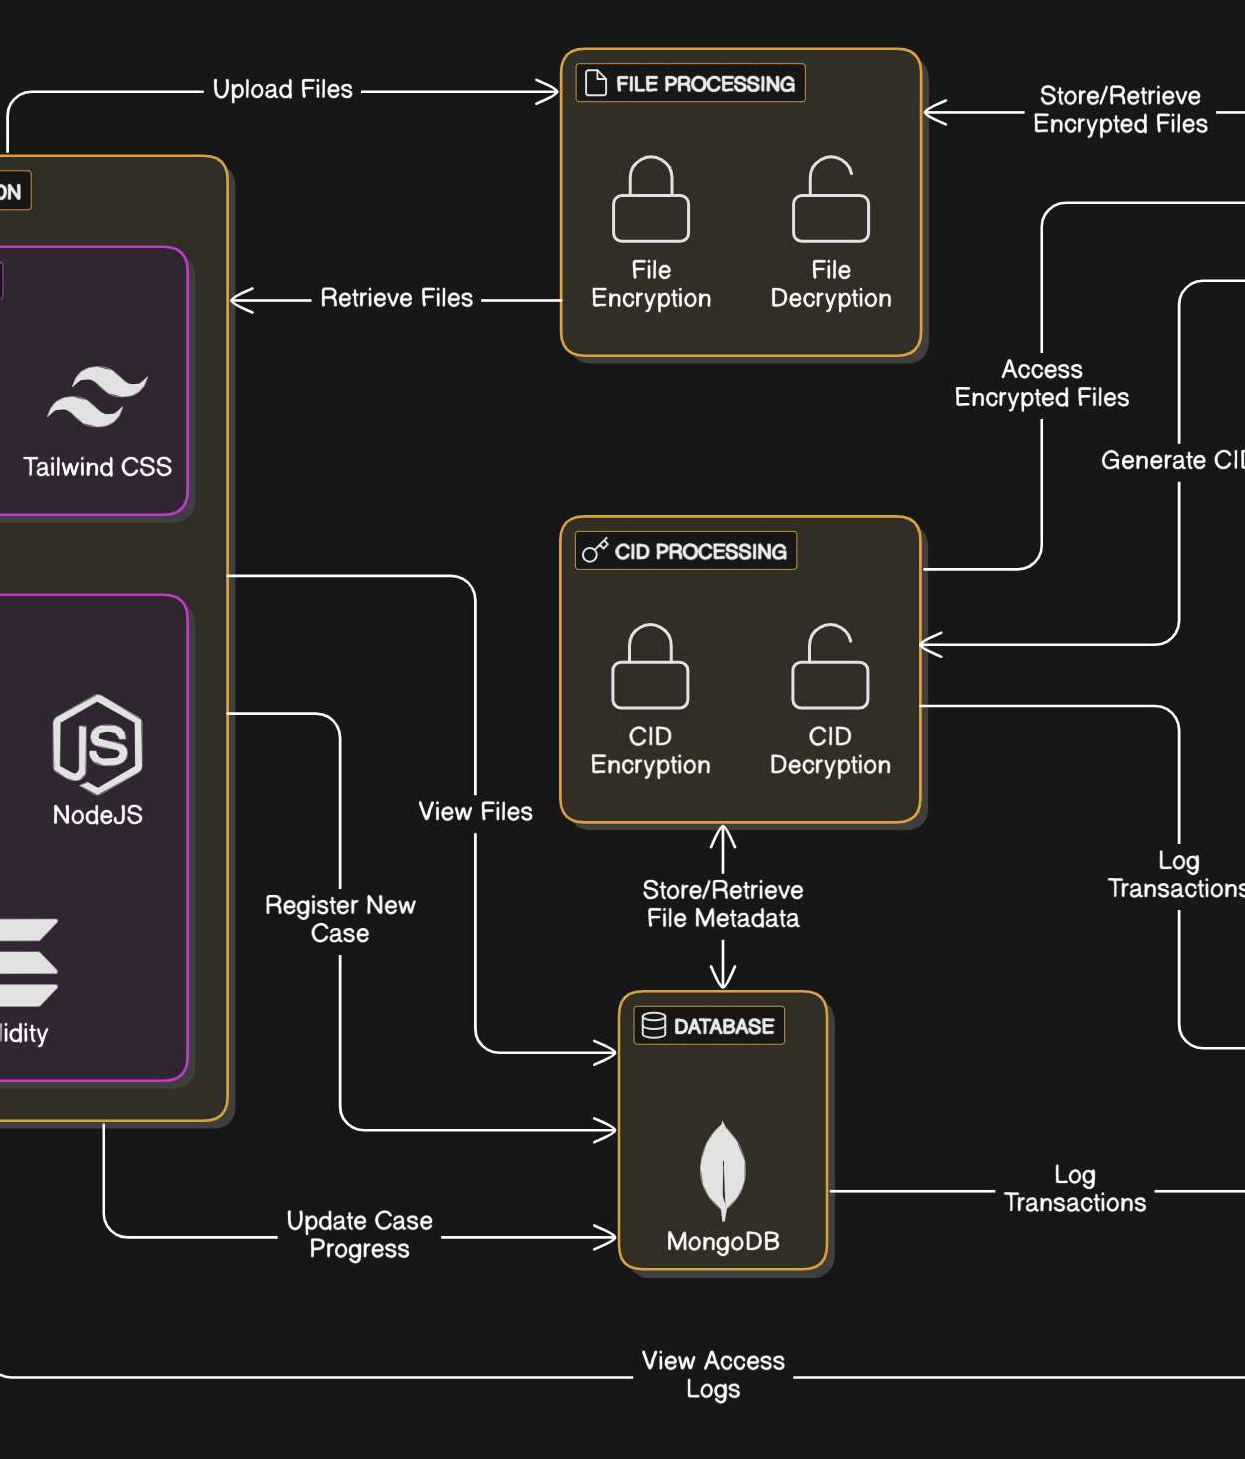 Upload Files
FILE PROCESSING
Store/Retrieve
Encrypted Files
File
Encryption
File
Decryption
Retrieve Files
Access
Encrypted Files
Tailwind CSS
Generate
CID PROCESSING
CID
Encryption
CID
Decryption
NodeJS
View Files
Register New
Case
Store/Retrieve
File Metadata
Log
Transactions
DATABASE
MongoDB
Log
Transactions
Update Case
Progress
View Access
Logs